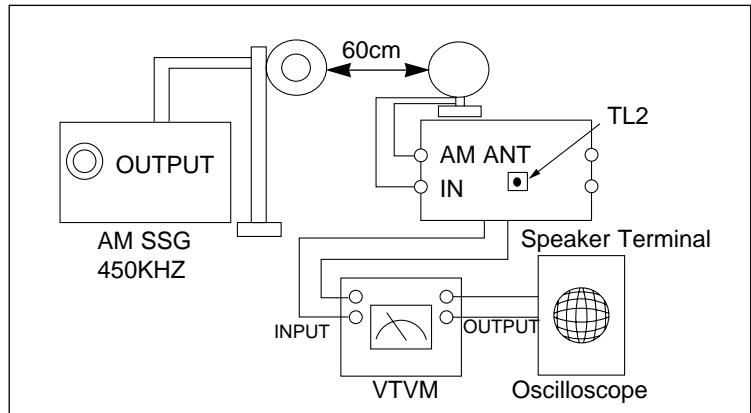 60cm
TL2
OUTPUT
AM ANT
IN
AM SSG
450KHZ
Speaker Terminal
INPUT
OUTPUT
VTVM
Oscilloscope